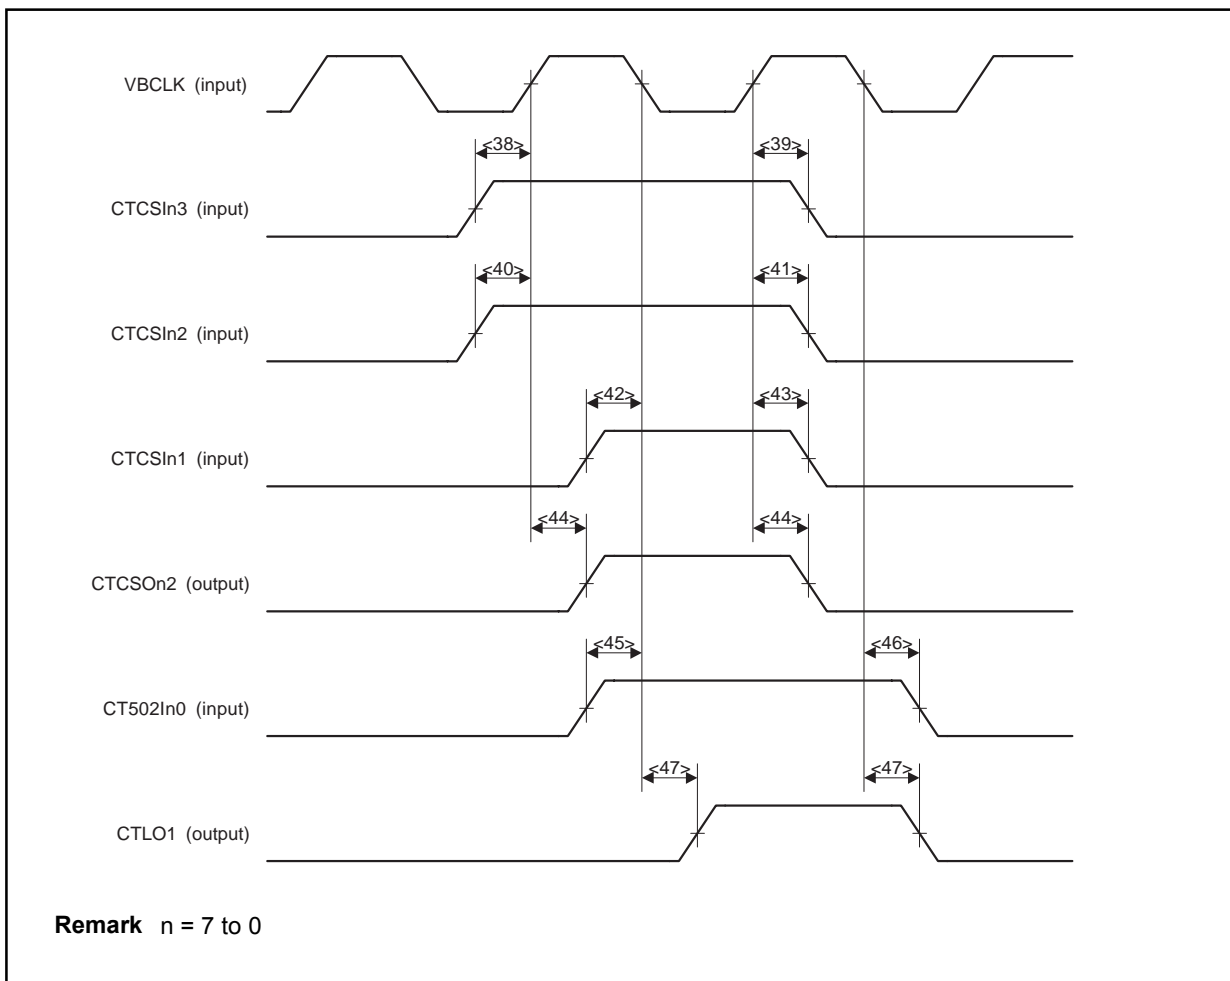 VBCLK (input)
<38> <39>
CTCSIn3 (input)
<40> <41>
CTCSIn2 (input)
<42> <43>
CTCSIn1 (input)
<44> <44>
CTCSOn2 (output)
<45> <46>
CT502In0 (input)
<47> <47>
CTLO1 (output)
Remark n = 7 to 0